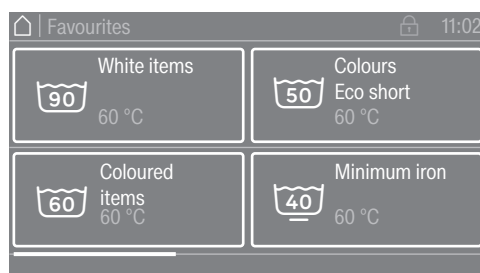 Favourites 11:02
90 White items
60 °C
50 Colours
Eco short
60 °C
60 Coloured
items
60 °C
40 Minimum iron
60 °C